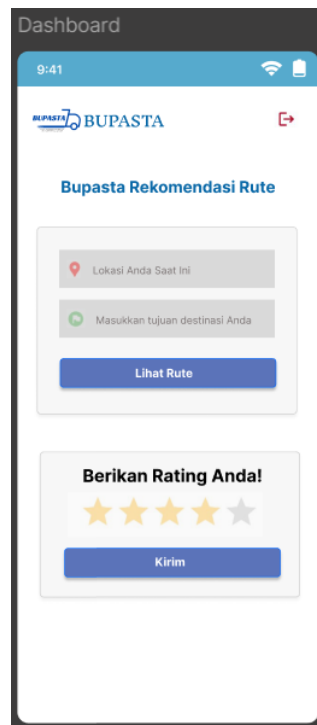 Dashboard
9:41
BUPASTA BUPASTA
Bupasta Rekomendasi Rute
Lokasi Anda Saat Ini
Masukkan tujuan destinasi Anda
Lihat Rute
Berikan Rating Anda!
Kirim